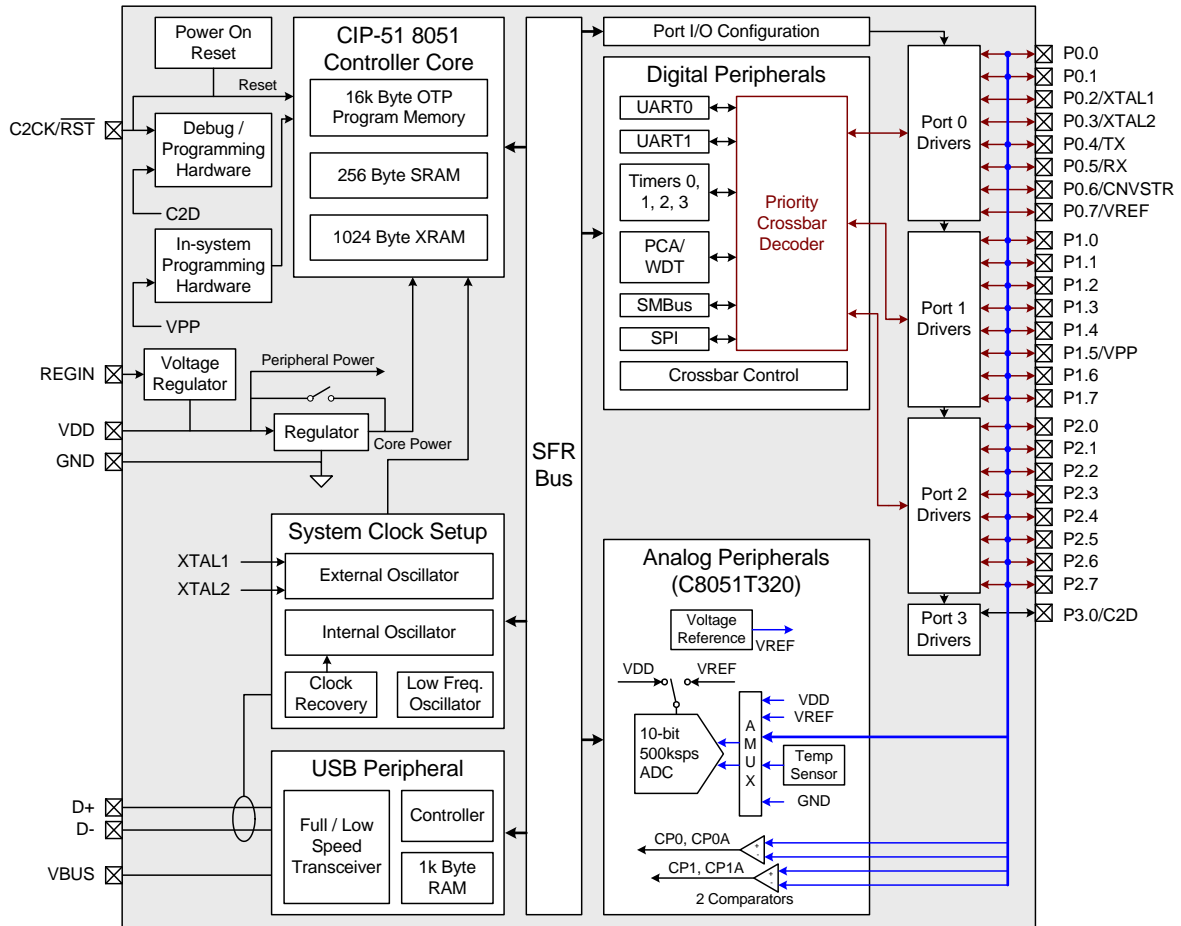 Power On
Reset
Reset
C2CK/RST
Debug /
Programming
Hardware
C2D
In-system
Programming
Hardware
VPP
CIP-51 8051
Controller Core
16k Byte OTP
Program Memory
256 Byte SRAM
1024 Byte XRAM
REGIN
Voltage
Regulator
Peripheral Power
VDD
Regulator
Core Power
GND
System Clock Setup
XTAL1
XTAL2
External Oscillator
Internal Oscillator
Clock
Recovery
Low Freq.
Oscillator
USB Peripheral
D+
D-
VBUS
Full / Low
Speed
Transceiver
Controller
1k Byte
RAM
SFR
Bus
Port I/O Configuration
Digital Peripherals
UART0
UART1
Timers 0,
1, 2, 3
PCA/
WDT
SMBus
SPI
Priority
Crossbar
Decoder
Crossbar Control
Analog Peripherals
(C8051T320)
Voltage
Reference
VREF
VDD
VREF
10-bit
500ksps
ADC
A
M
U
X
VDD
VREF
Temp
Sensor
GND
CP0, CP0A
+
-
CP1, CP1A
+
-
2 Comparators
Port 0
Drivers
Port 1
Drivers
Port 2
Drivers
Port 3
Drivers
P0.0
P0.1
P0.2/XTAL1
P0.3/XTAL2
P0.4/TX
P0.5/RX
P0.6/CNVSTR
P0.7/VREF
P1.0
P1.1
P1.2
P1.3
P1.4
P1.5/VPP
P1.6
P1.7
P2.0
P2.1
P2.2
P2.3
P2.4
P2.5
P2.6
P2.7
P3.0/C2D